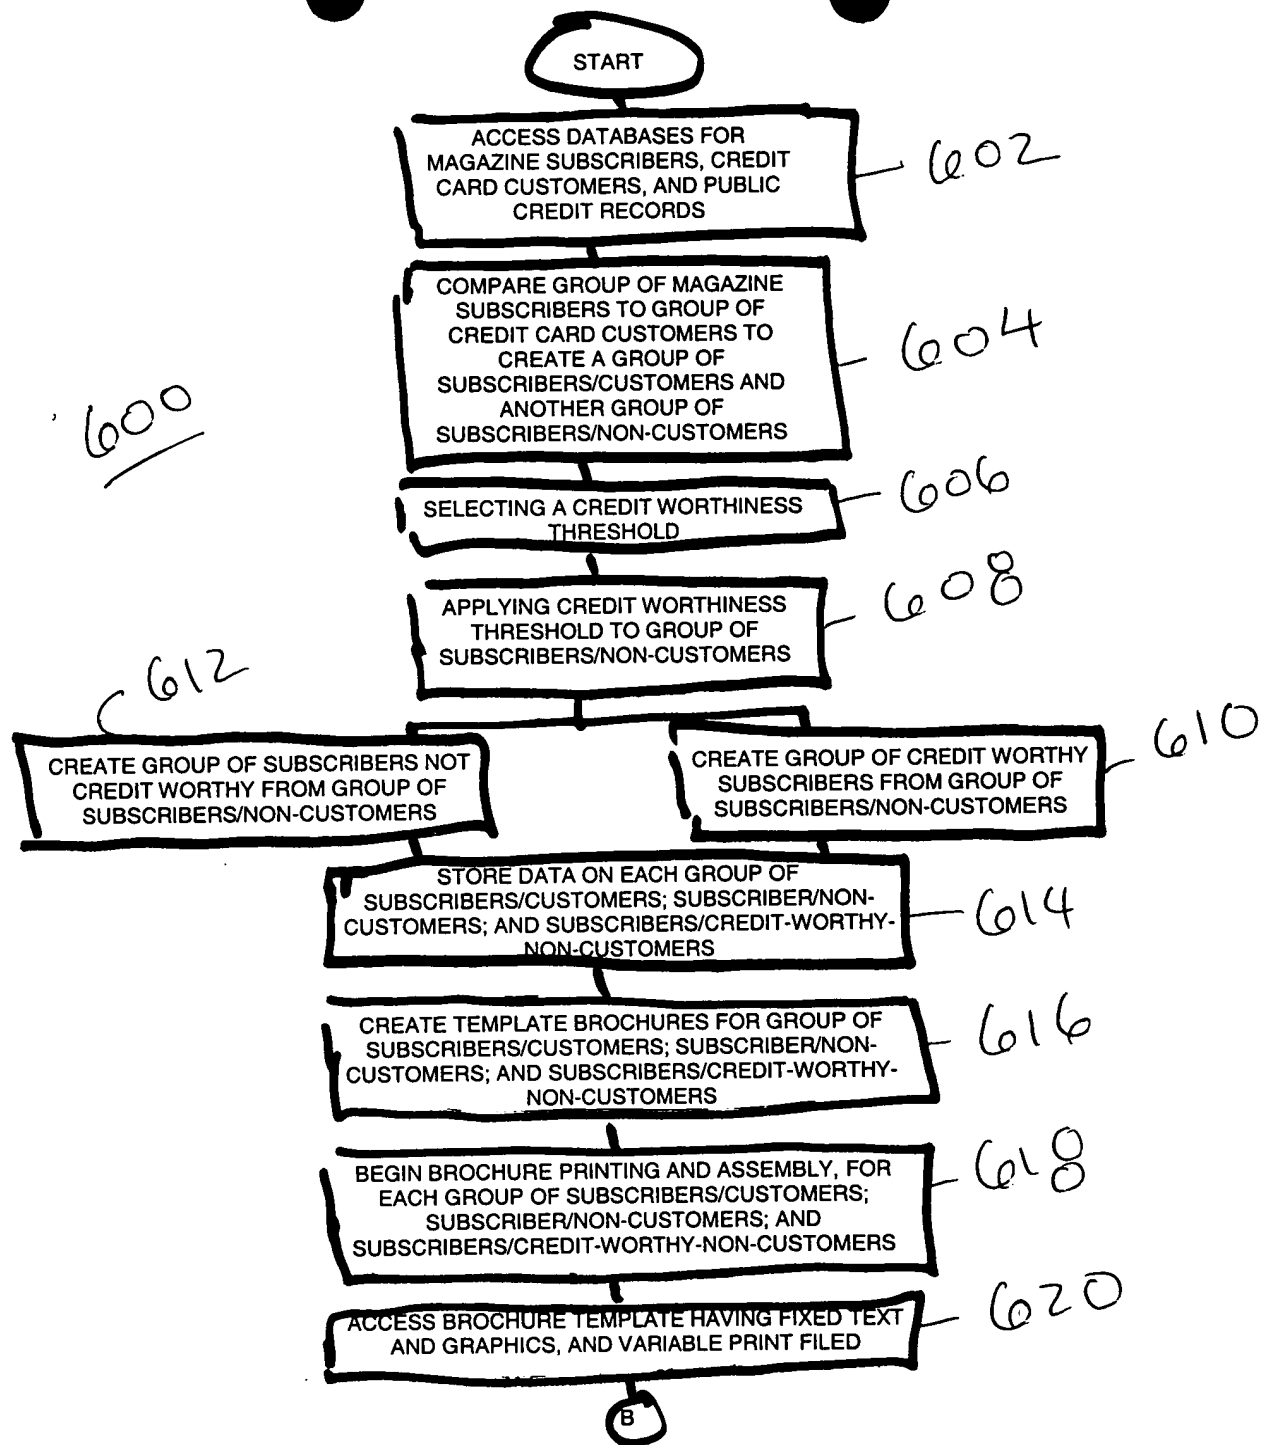 START
ACCESS DATABASES FOR
MAGAZINE SUBSCRIBERS, CREDIT
CARD CUSTOMERS, AND PUBLIC
CREDIT RECORDS
602
COMPARE GROUP OF MAGAZINE
SUBSCRIBERS TO GROUP OF
CREDIT CARD CUSTOMERS TO
CREATE A GROUP OF
SUBSCRIBERS/CUSTOMERS AND
ANOTHER GROUP OF
SUBSCRIBERS/NON-CUSTOMERS
604
600
SELECTING A CREDIT WORTHINESS
THRESHOLD
606
APPLYING CREDIT WORTHINESS
THRESHOLD TO GROUP OF
SUBSCRIBERS/NON-CUSTOMERS
608
612
CREATE GROUP OF SUBSCRIBERS NOT
CREDIT WORTHY FROM GROUP OF
SUBSCRIBERS/NON-CUSTOMERS
CREATE GROUP OF CREDIT WORTHY
SUBSCRIBERS FROM GROUP OF
SUBSCRIBERS/NON-CUSTOMERS
610
STORE DATA ON EACH GROUP OF
SUBSCRIBERS/CUSTOMERS; SUBSCRIBER/NON-
CUSTOMERS; AND SUBSCRIBERS/CREDIT-WORTHY-
NON-CUSTOMERS
614
CREATE TEMPLATE BROCHURES FOR GROUP OF
SUBSCRIBERS/CUSTOMERS; SUBSCRIBER/NON-
CUSTOMERS; AND SUBSCRIBERS/CREDIT-WORTHY-
NON-CUSTOMERS
616
BEGIN BROCHURE PRINTING AND ASSEMBLY, FOR
EACH GROUP OF SUBSCRIBERS/CUSTOMERS;
SUBSCRIBER/NON-CUSTOMERS; AND
SUBSCRIBERS/CREDIT-WORTHY-NON-CUSTOMERS
618
ACCESS BROCHURE TEMPLATE HAVING FIXED TEXT
AND GRAPHICS, AND VARIABLE PRINT FILED
620
B